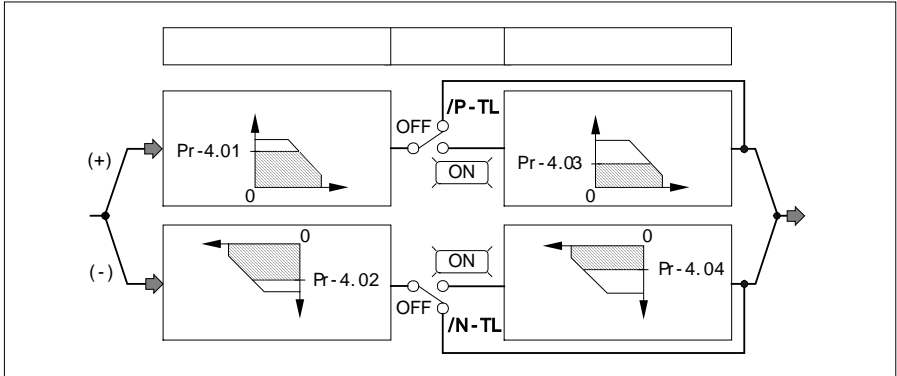 /P-TL
OFF
(+)
Pr-4.01
0
ON
Pr-4.03
0
0
(-)
Pr-4.02
ON
OFF
/N-TL
0
Pr-4.04